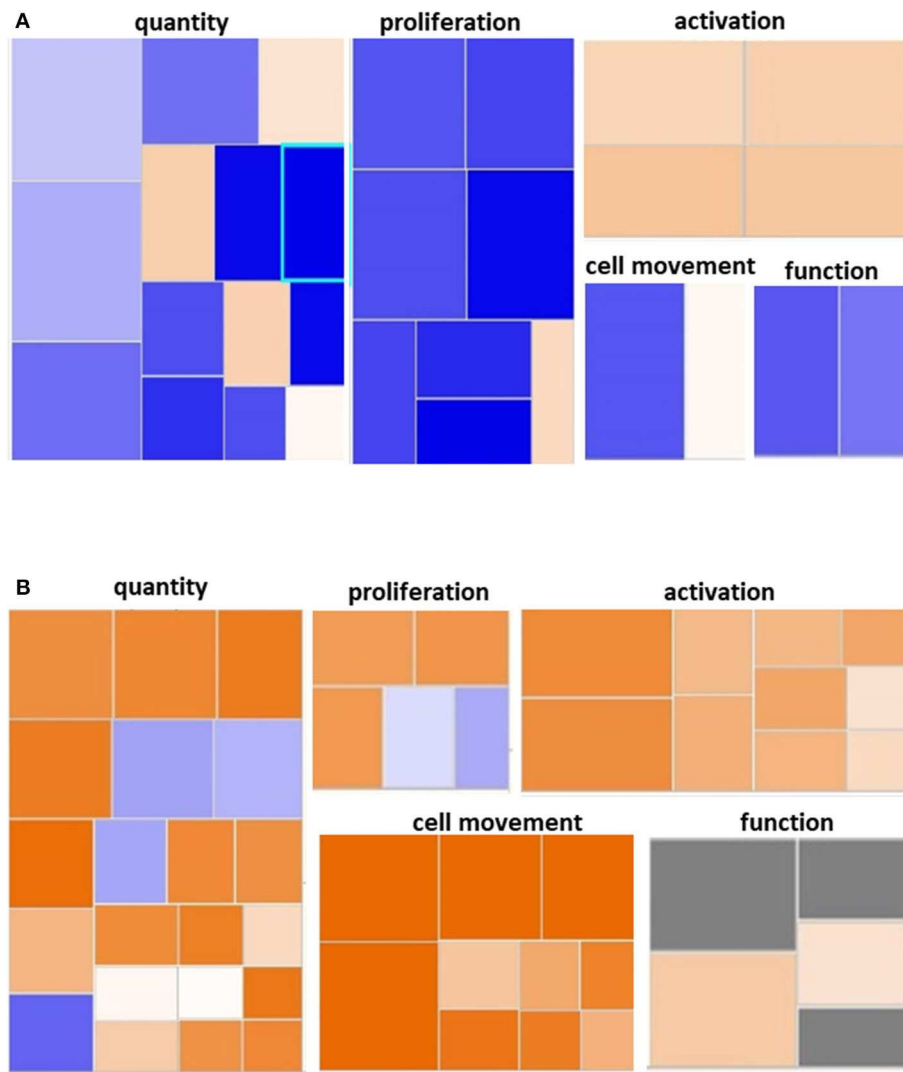 A
quantity
proliferation
activation
cell movement
function
B
quantity
proliferation
activation
cell movement
function